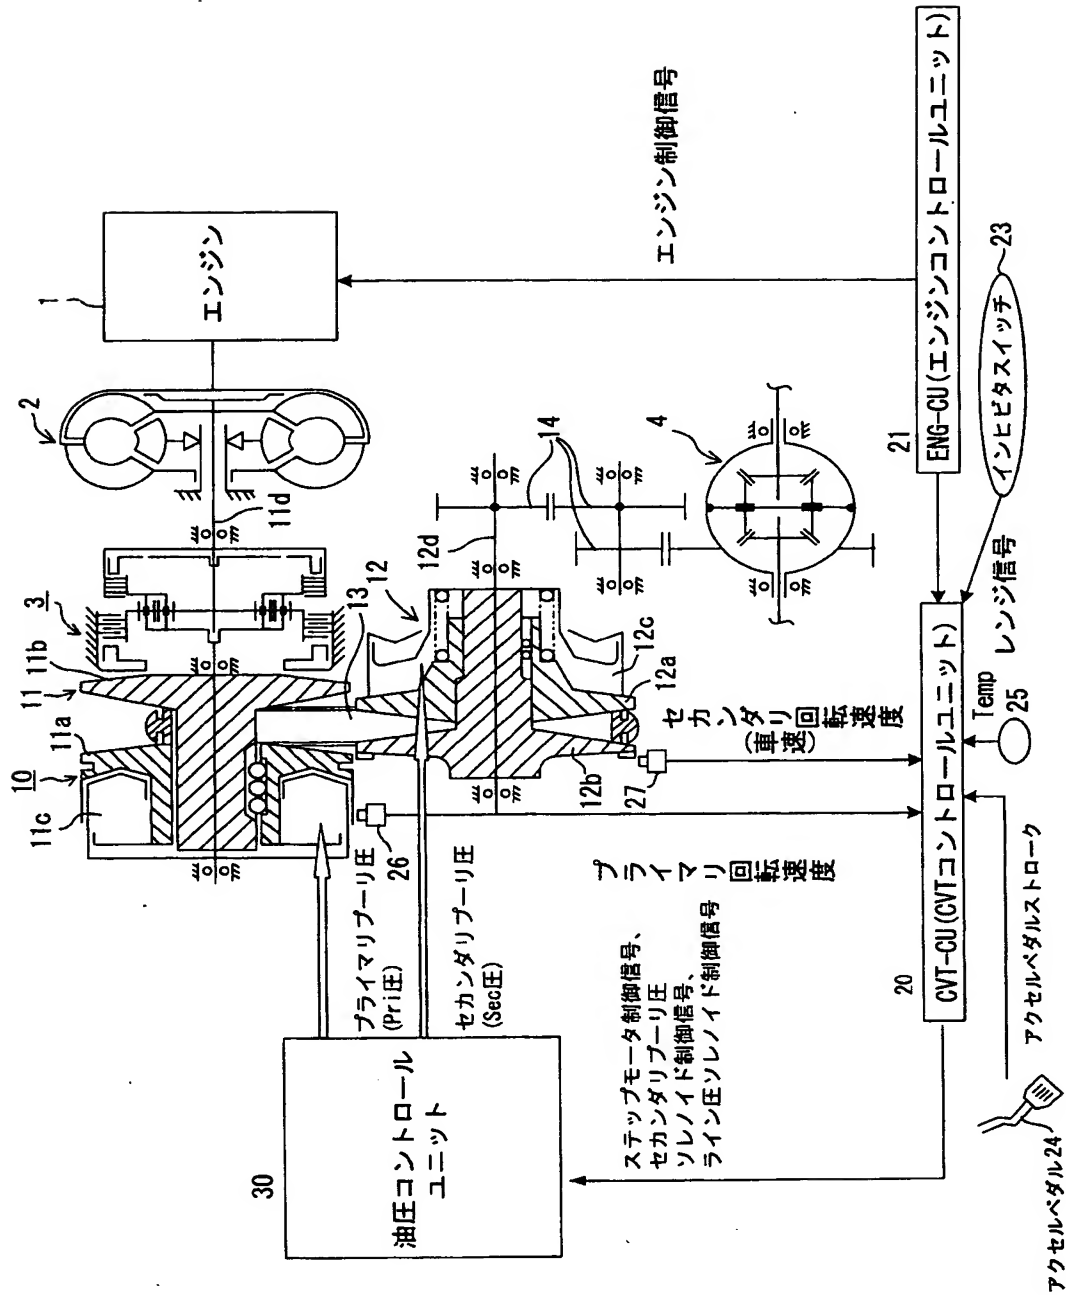 1
エンジン
エンジン制御信号
ENG-CU(エンジンコントロールユニット)
21
インヒビタスイッチ
23
2
11d
14
4
レンジ信号
3
12d
12
13
11b
11
11a
10
11c
12c
12a
12b
27
26
セカンダリ回転速度
(車速)
Temp
25
プライマリ回転速度
プライマリプーリ圧
(Pri圧)
セカンダリプーリ圧
(Sec圧)
CVT-CU(CVTコントロールユニット)
20
アクセルペダルストローク
ステップモータ制御信号、
セカンダリプーリ圧
ソレノイド制御信号、
ライン圧ソレノイド制御信号
30
油圧コントロール
ユニット
アクセルペダル24